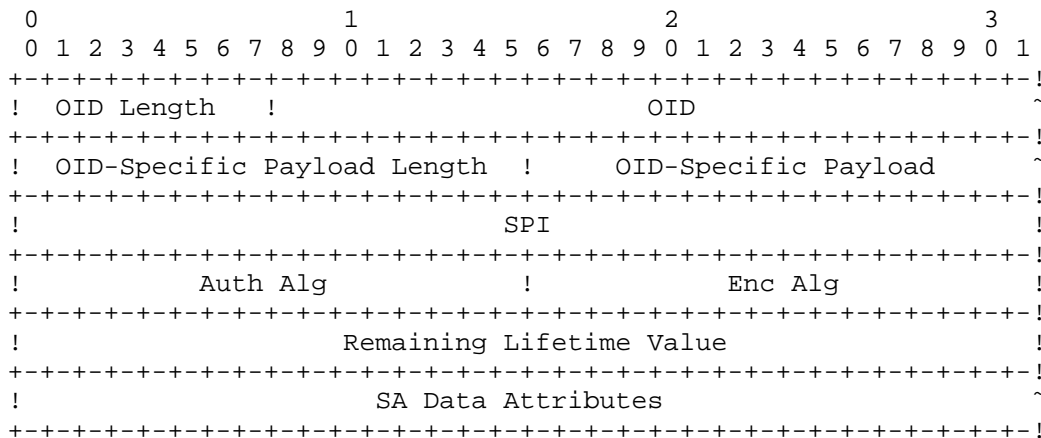 0                   1                   2                   3
 0 1 2 3 4 5 6 7 8 9 0 1 2 3 4 5 6 7 8 9 0 1 2 3 4 5 6 7 8 9 0 1
+-+-+-+-+-+-+-+-+-+-+-+-+-+-+-+-+-+-+-+-+-+-+-+-+-+-+-+-+-+-+-+-!
!  OID Length   !                       OID                     ~
+-+-+-+-+-+-+-+-+-+-+-+-+-+-+-+-+-+-+-+-+-+-+-+-+-+-+-+-+-+-+-+-!
!  OID-Specific Payload Length  !     OID-Specific Payload      ~
+-+-+-+-+-+-+-+-+-+-+-+-+-+-+-+-+-+-+-+-+-+-+-+-+-+-+-+-+-+-+-+-!
!                              SPI                              !
+-+-+-+-+-+-+-+-+-+-+-+-+-+-+-+-+-+-+-+-+-+-+-+-+-+-+-+-+-+-+-+-!
!           Auth Alg            !            Enc Alg            !
+-+-+-+-+-+-+-+-+-+-+-+-+-+-+-+-+-+-+-+-+-+-+-+-+-+-+-+-+-+-+-+-!
!                    Remaining Lifetime Value                   !
+-+-+-+-+-+-+-+-+-+-+-+-+-+-+-+-+-+-+-+-+-+-+-+-+-+-+-+-+-+-+-+-!
!                      SA Data Attributes                       ~
+-+-+-+-+-+-+-+-+-+-+-+-+-+-+-+-+-+-+-+-+-+-+-+-+-+-+-+-+-+-+-+-!